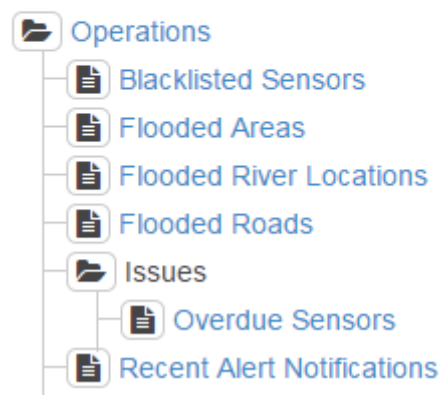 Operations
Blacklisted Sensors
Flooded Areas
Flooded River Locations
Flooded Roads
Issues
Overdue Sensors
Recent Alert Notifications